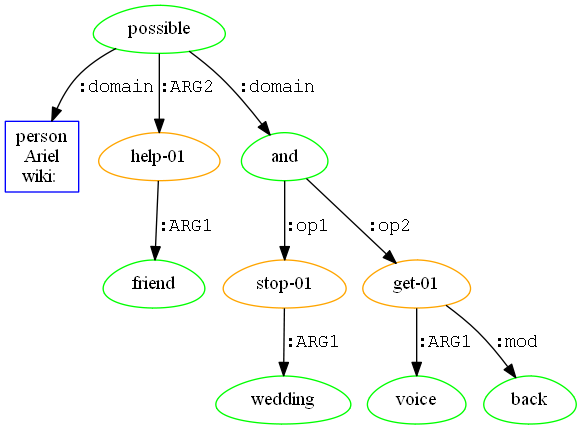 possible
:domain :ARG2 :domain
person
Ariel
wiki:
help-01
and
:ARG1 :op1 :op2
friend
stop-01
get-01
:ARG1 :ARG1 :mod
wedding
voice
back